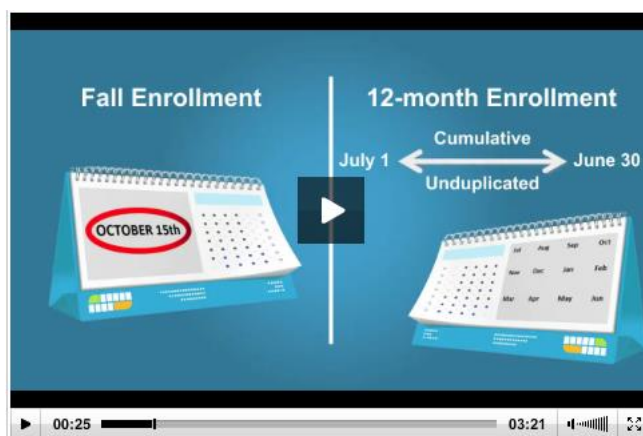 Fall Enrollment
OCTOBER 15th
12-month Enrollment
Cumulative
July 1
June 30
Unduplicated
Jul Aug Sep Oct
Nov Dec Jan Feb
Mar Apr May Jun
00:25
03:21